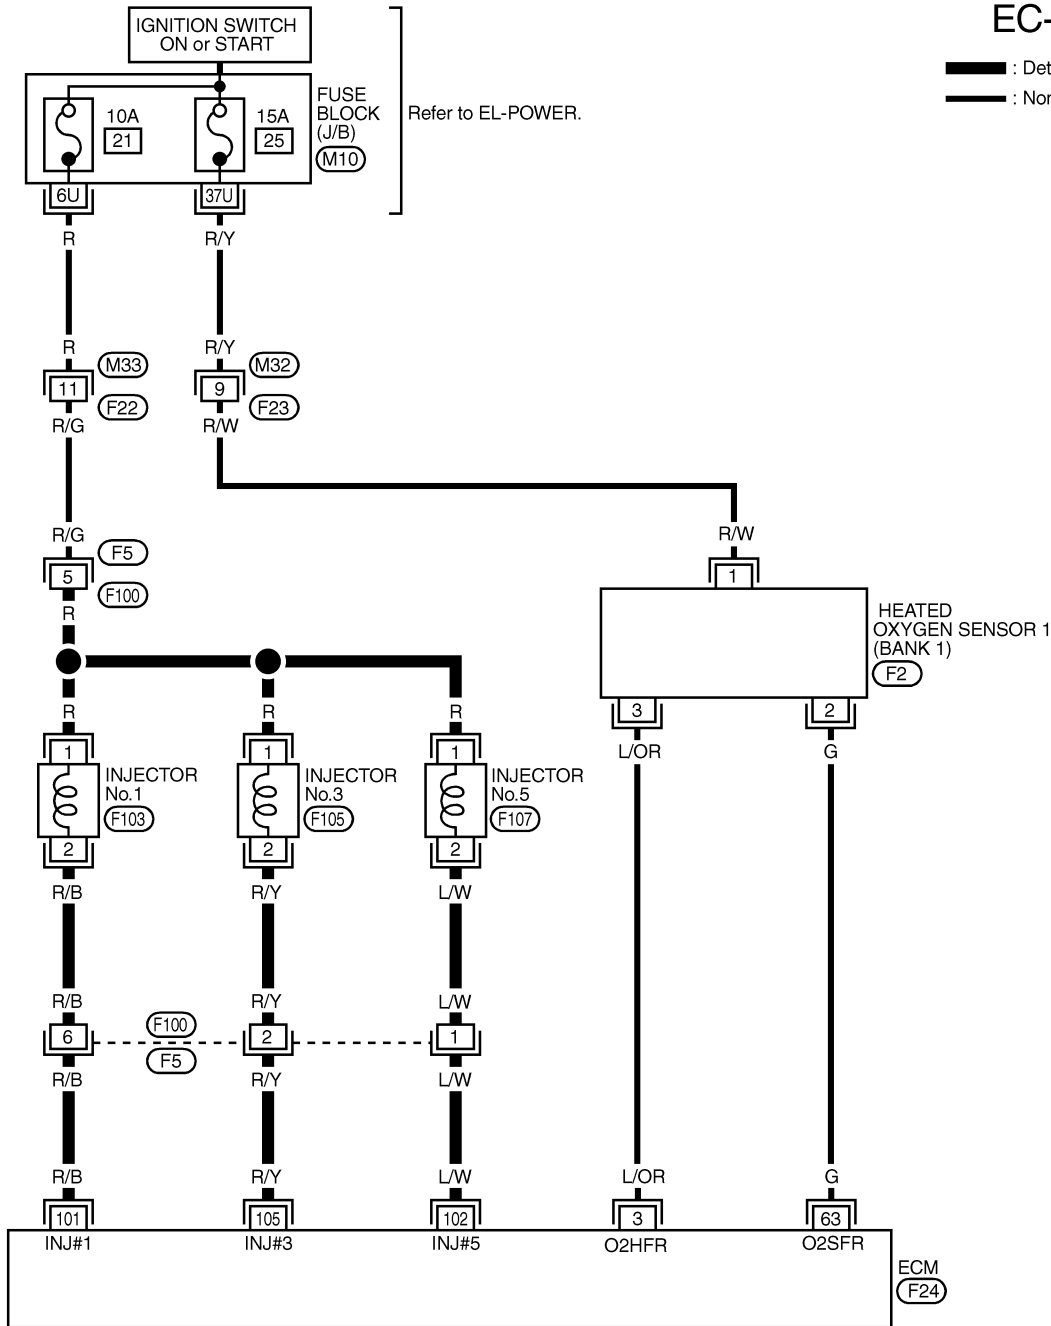 EC-
: Det
: Nor
IGNITION SWITCH
ON or START
10A
21
15A
25
FUSE
BLOCK
(J/B)
M10
Refer to EL-POWER.
6U
37U
R
R/Y
R
R/Y
M33
M32
11
9
F22
F23
R/G
R/W
R/G
R/W
F5
5
1
F100
R
HEATED
OXYGEN SENSOR 1
(BANK 1)
F2
R
R
R
3
2
1
1
1
L/OR
G
INJECTOR
No.1
F103
INJECTOR
No.3
F105
INJECTOR
No.5
F107
2
2
2
R/B
R/Y
L/W
R/B
R/Y
L/W
6
F100
F5
2
1
R/B
R/Y
L/W
R/B
R/Y
L/W
L/OR
G
101
105
102
3
63
INJ#1
INJ#3
INJ#5
O2HFR
O2SFR
ECM
F24